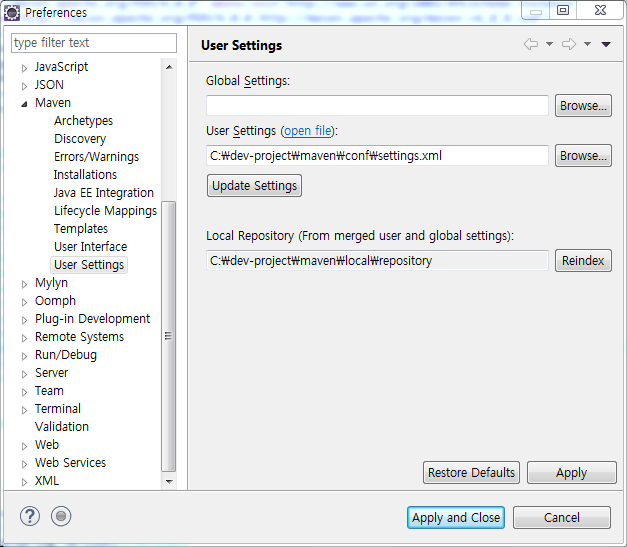 Preferences
type filter text
JavaScript
JSON
Maven
Archetypes
Discovery
Errors/Warnings
Installations
Java EE Integration
Lifecycle Mappings
Templates
User Interface
User Settings
Mylyn
Oomph
Plug-in Development
Remote Systems
Run/Debug
Server
Team
Terminal
Validation
Web
Web Services
XML
User Settings
Global Settings:
Browse...
User Settings (open file):
C:₩dev-project₩maven₩conf₩settings.xml
Browse...
Update Settings
Local Repository (From merged user and global settings):
C:₩dev-project₩maven₩local₩repository
Reindex
Restore Defaults
Apply
Apply and Close
Cancel